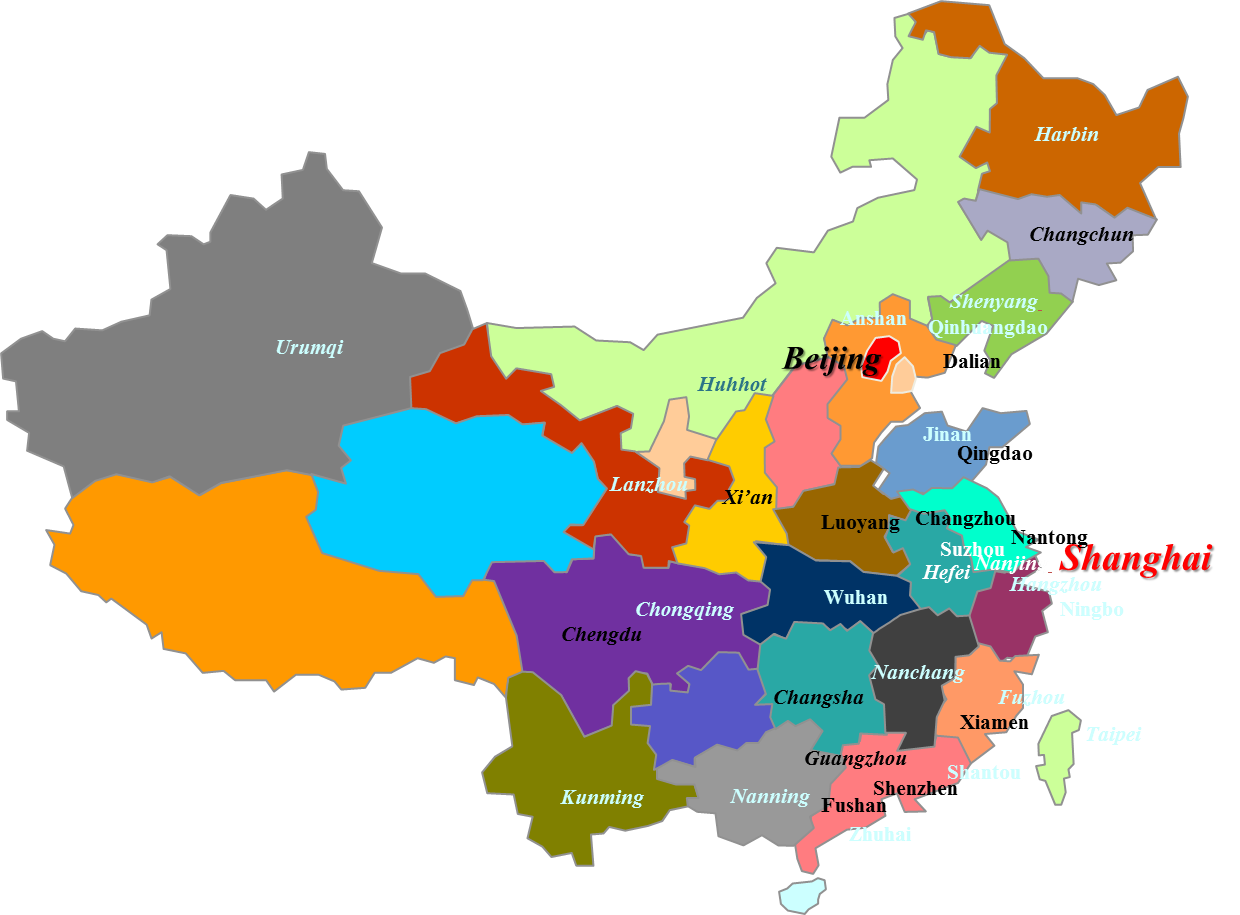 Harbin
Changchun
Shenyang
Anshan
Qinhuangdao
Urumqi
Beijing
Dalian
Huhhot
Jinan
Qingdao
Lanzhou
Xi’an
Luoyang
Changzhou
Nantong
Suzhou
Nanjing
Shanghai
Hefei
Hangzhou
Ningbo
Wuhan
Chongqing
Chengdu
Nanchang
Changsha
Fuzhou
Xiamen
Taipei
Guangzhou
Shantou
Shenzhen
Kunming
Nanning
Fushan
Zhuhai